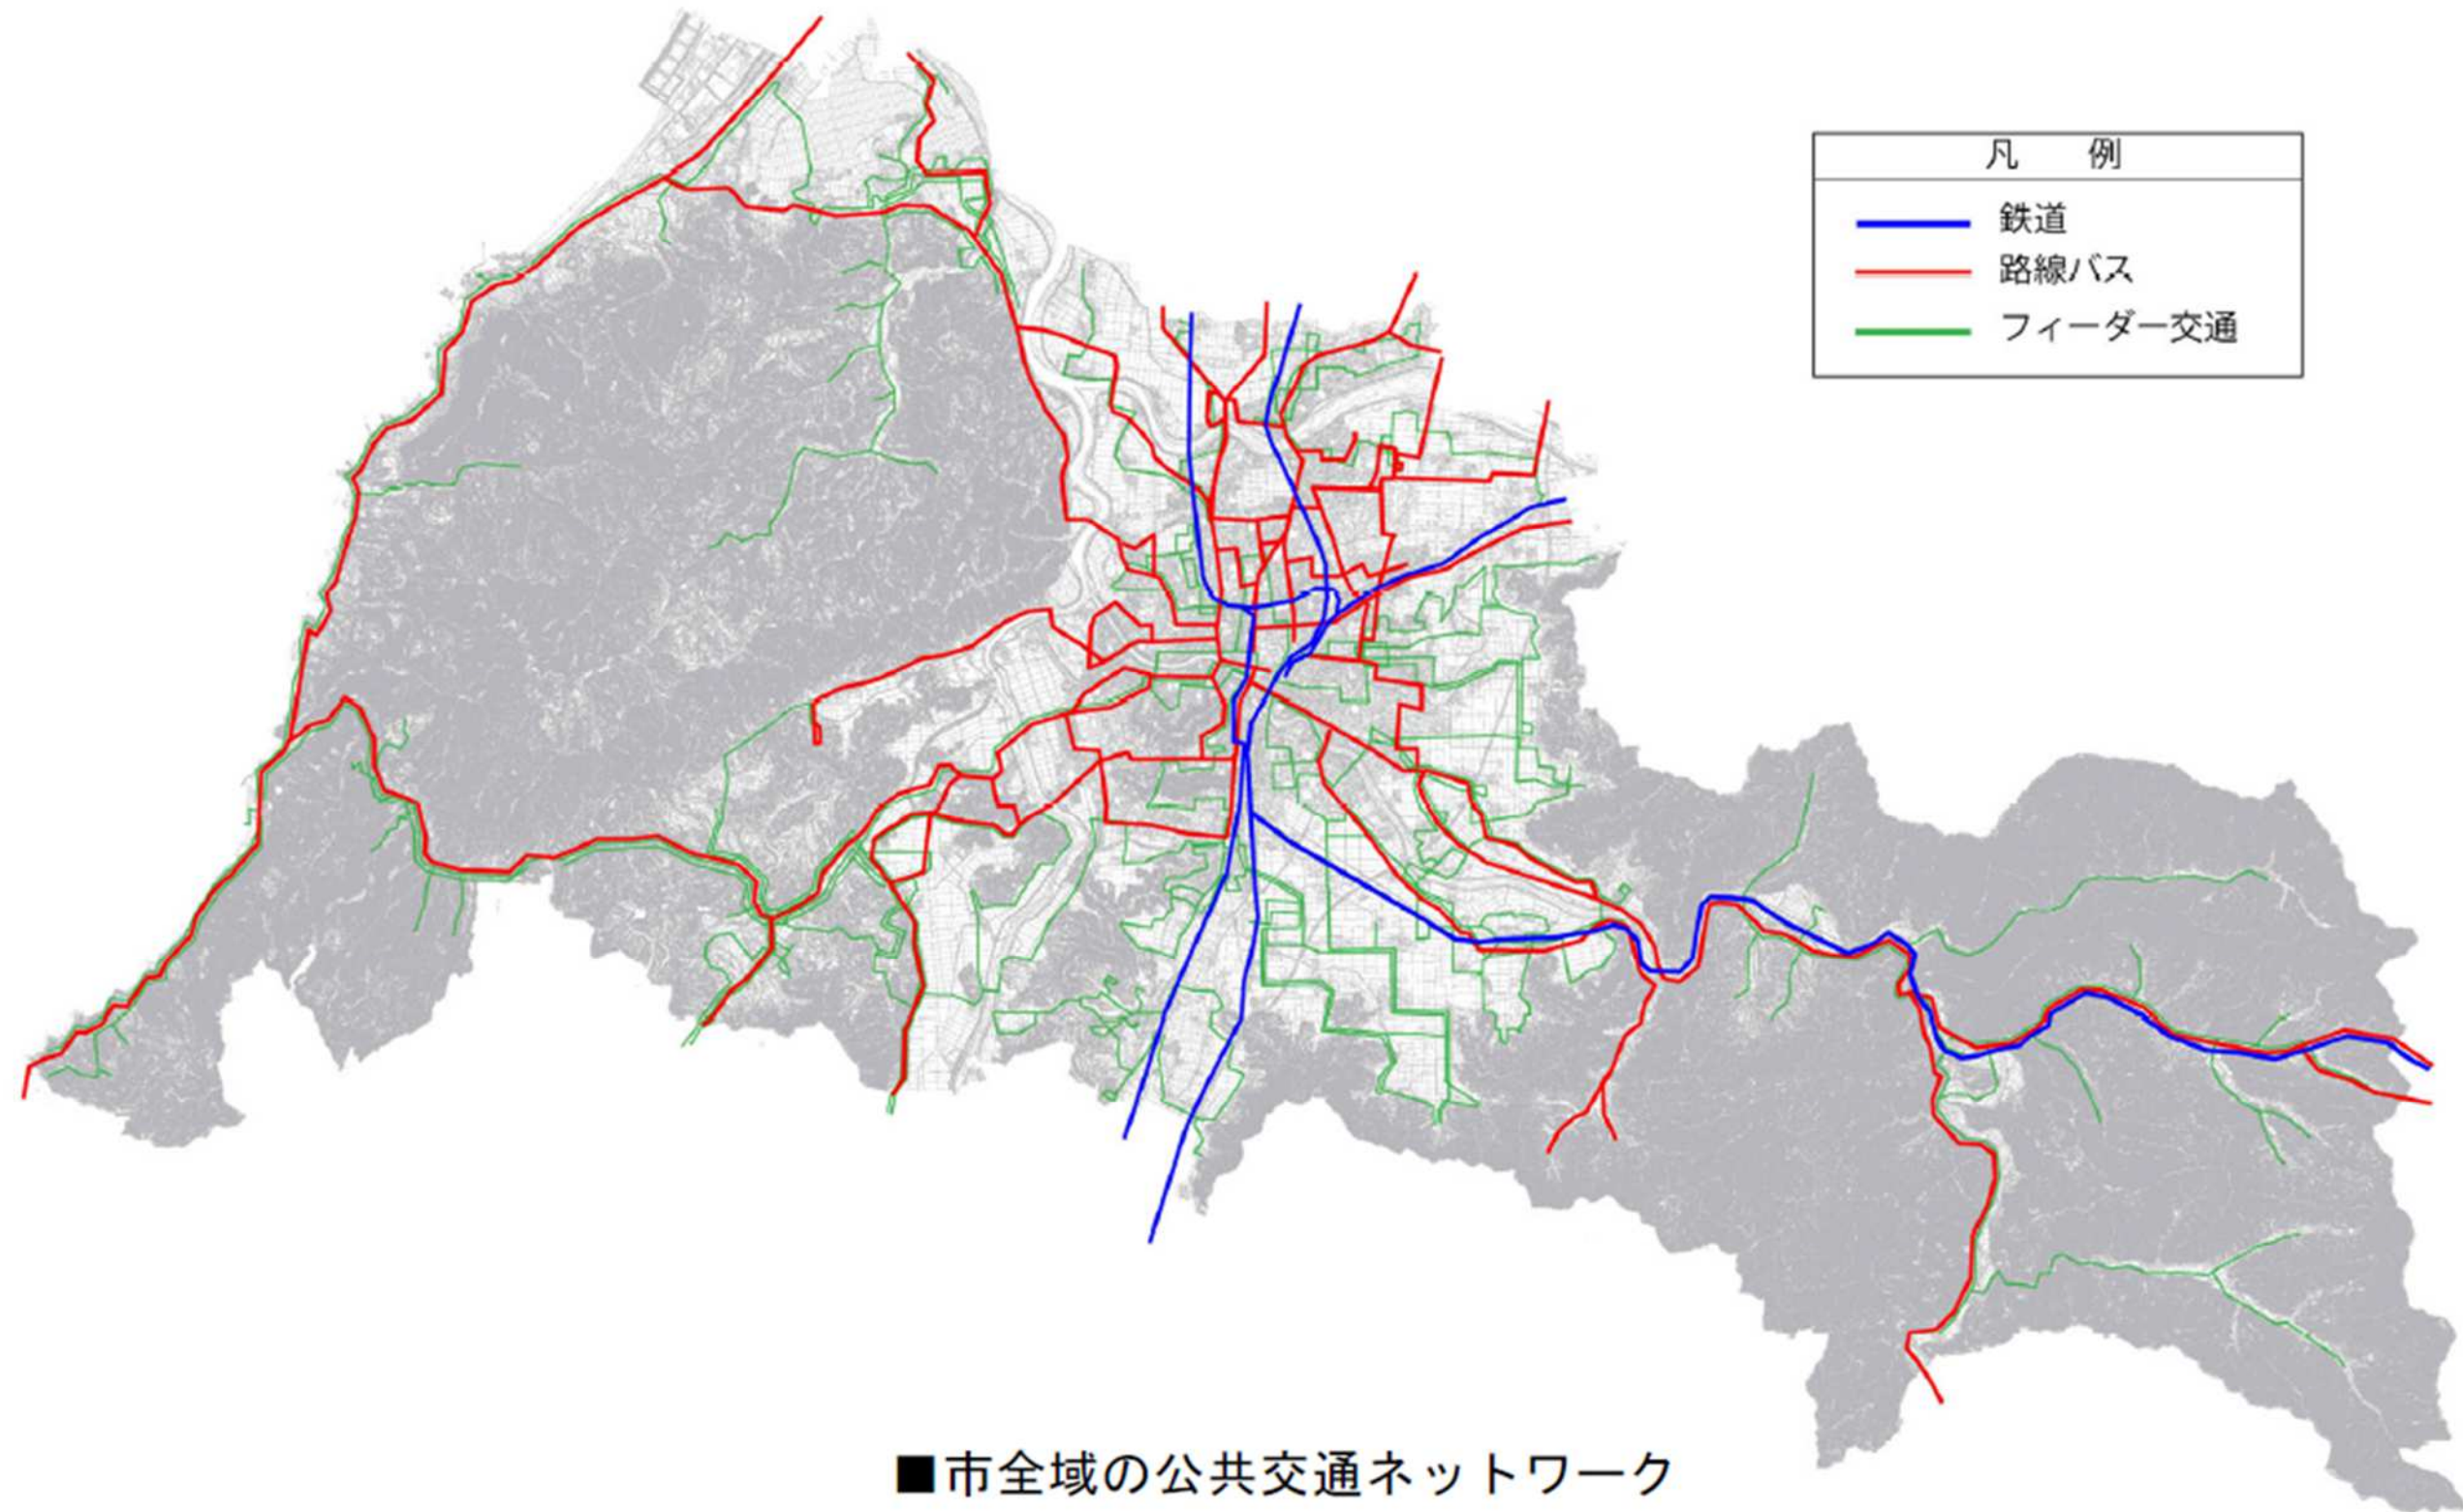 凡　例
鉄道
路線バス
フィーダー交通
■市全域の公共交通ネットワーク